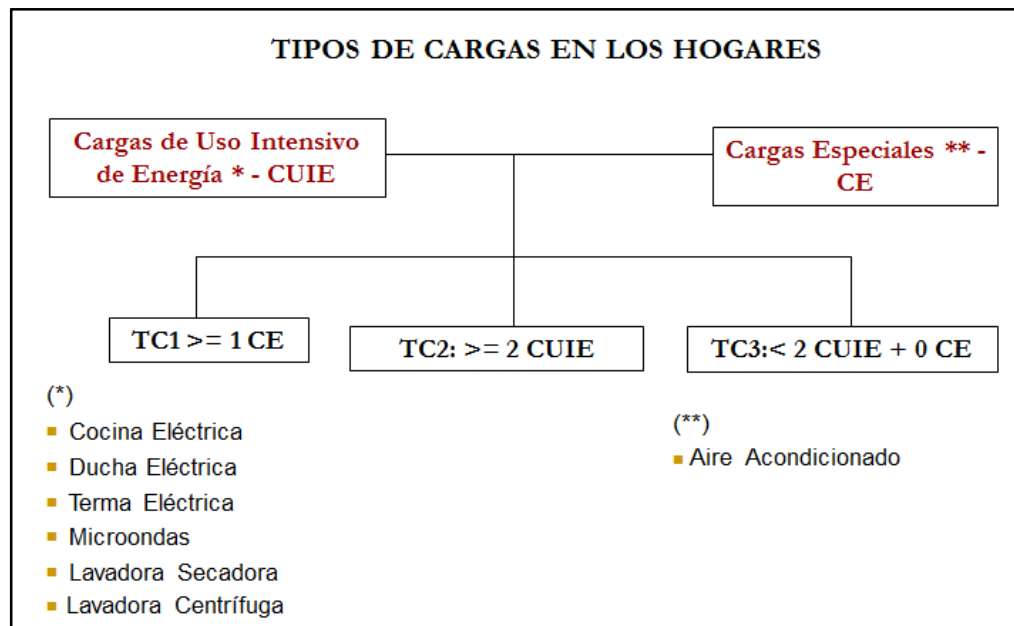 TIPOS DE CARGAS EN LOS HOGARES
Cargas de Uso Intensivo
de Energía * - CUIE
Cargas Especiales ** -
CE
TC1 >= 1 CE
TC2: >= 2 CUIE
TC3:< 2 CUIE + 0 CE
(*)
Cocina Eléctrica
Ducha Eléctrica
Terma Eléctrica
Microondas
Lavadora Secadora
Lavadora Centrífuga
(**)
Aire Acondicionado